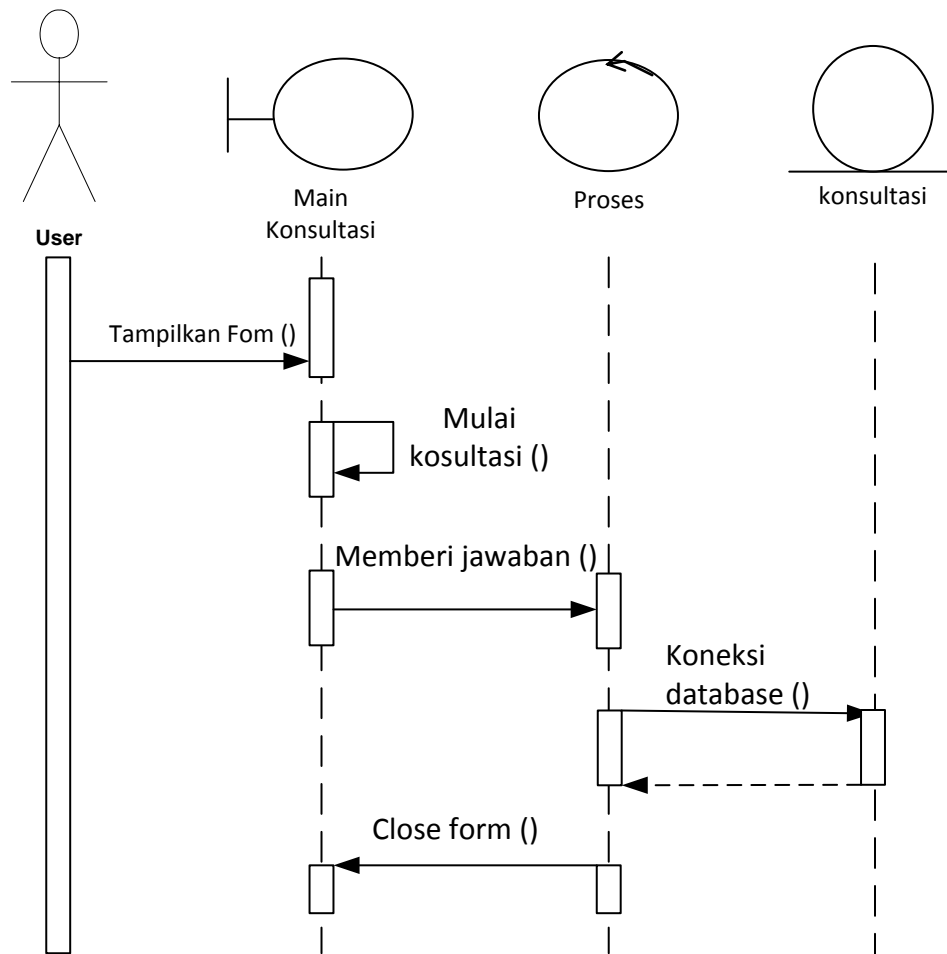 Main
Konsultasi
Proses
konsultasi
User
Tampilkan Fom ()
Mulai
kosultasi ()
Memberi jawaban ()
Koneksi
database ()
Close form ()